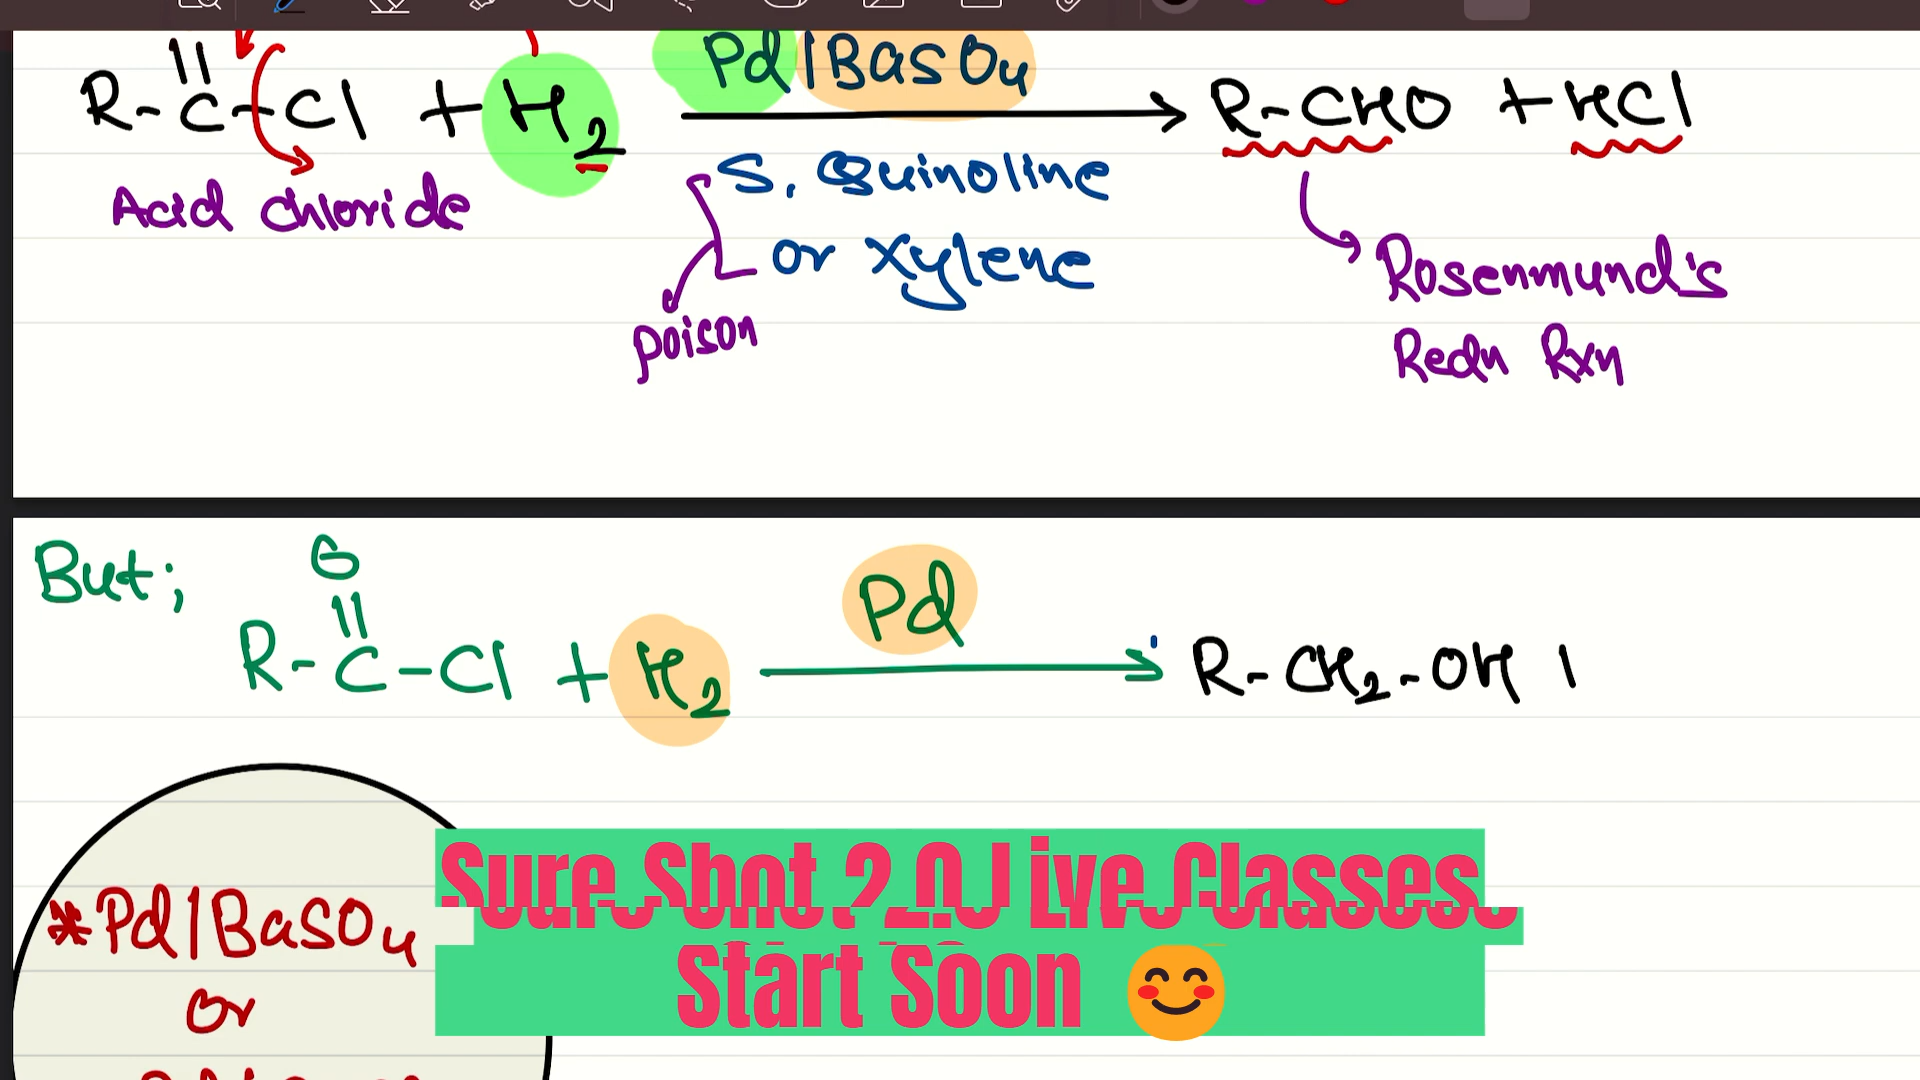 Pd/BaSO4
||
R-C-Cl + H2 → R-CHO + HCl
Acid chloride
S, Quinoline
or Xylene
poison
Rosenmund's
Redn Rxn
But;
O
||
Pd
R-C-Cl + H2 → R-CH2-OH
*Pd/BaSO4
or
Sure Shot 2.0 Live Classes
Start Soon 😊